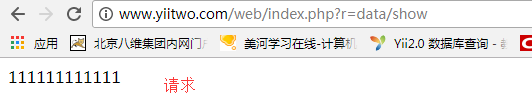 www.yiitwo.com/web/index.php?r=data/show
应用 北京八维集团内网门户 美河学习在线-计算机 Yii2.0 数据库查询 - 韩
111111111111 请求